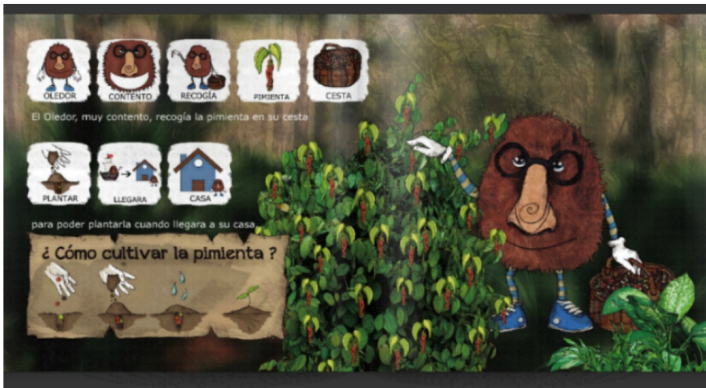 OLEDOR CONTENTO RECOGÍA PIMIENTA CESTA
El Oledor, muy contento, recogía la pimienta en su cesta
PLANTAR LLEGARA CASA
para poder plantarla cuando llegara a su casa
¿ Cómo cultivar la pimienta ?